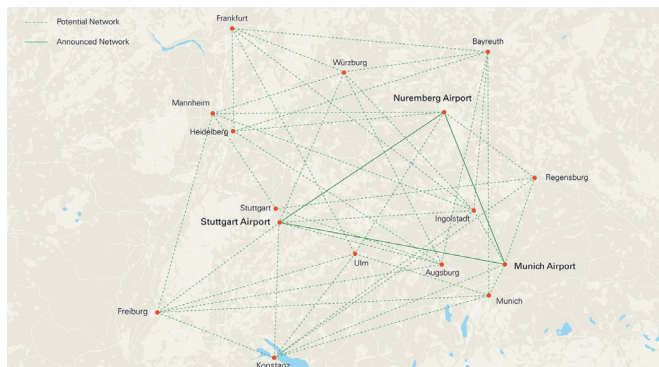 Potential Network
Announced Network
Frankfurt
Bayreuth
Würzburg
Nuremberg Airport
Mannheim
Heidelberg
Regensburg
Stuttgart
Stuttgart Airport
Ingolstadt
Ulm
Augsburg
Munich Airport
Munich
Freiburg
Konstanz